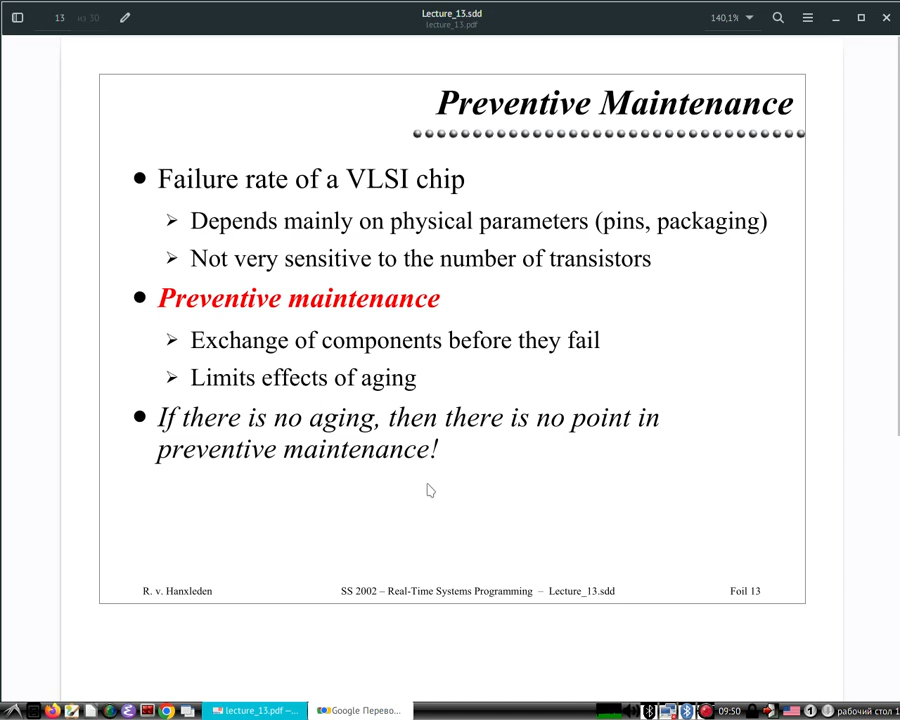 13 из 30
Lecture_13.sdd
lecture_13.pdf
140,1%
Preventive Maintenance
Failure rate of a VLSI chip
Depends mainly on physical parameters (pins, packaging)
Not very sensitive to the number of transistors
Preventive maintenance
Exchange of components before they fail
Limits effects of aging
If there is no aging, then there is no point in
preventive maintenance!
R. v. Hanxleden
SS 2002 – Real-Time Systems Programming – Lecture_13.sdd
Foil 13
lecture_13.pdf –...
Google Перево...
09:50
1
рабочий стол 1